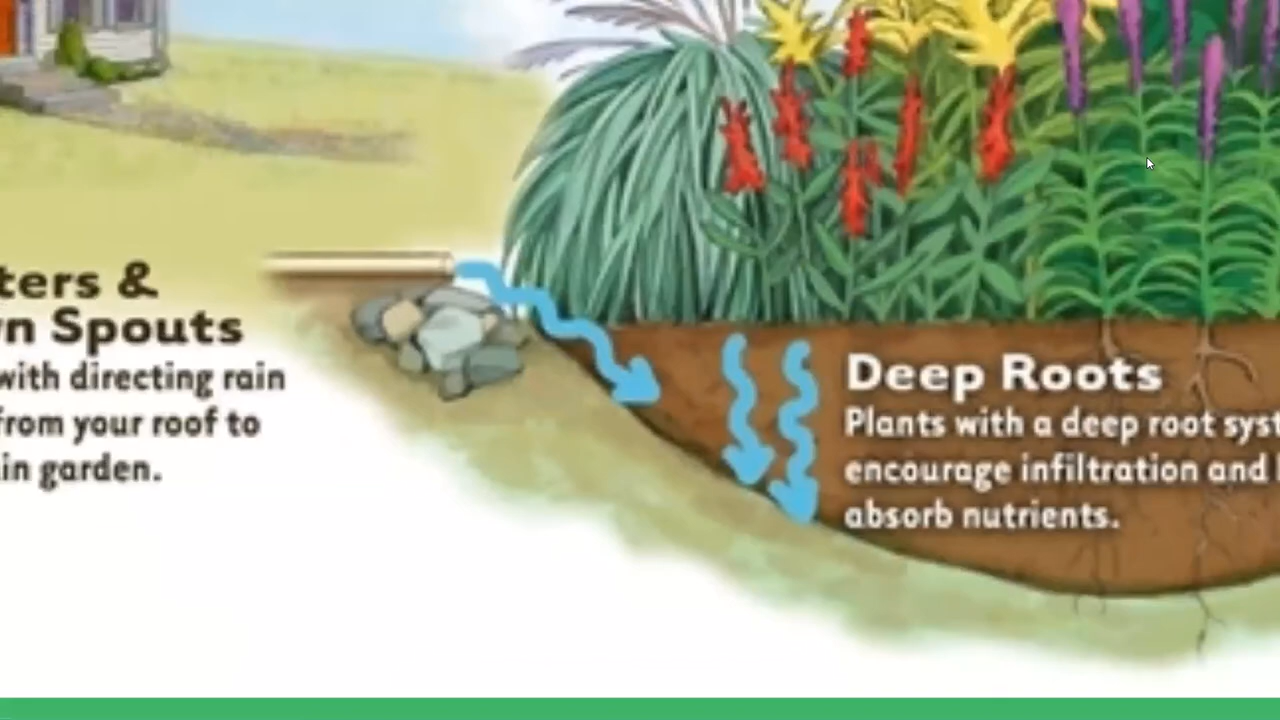 ters &
n Spouts
with directing rain
from your roof to
in garden.
Deep Roots
Plants with a deep root syst
encourage infiltration and
absorb nutrients.